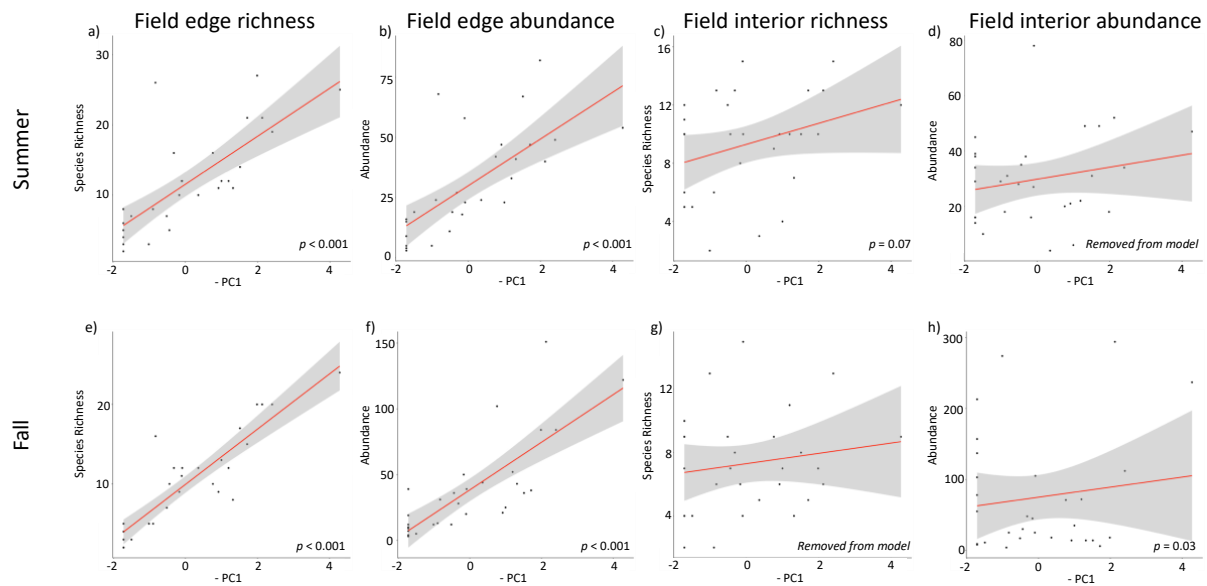 Field edge richness
Field edge abundance
Field interior richness
Field interior abundance
Summer
a)
30
20
10
Species Richness
p < 0.001
-2
0
2
4
- PC1
b)
75
50
25
0
Abundance
p < 0.001
-2
0
2
4
- PC1
c)
16
12
8
4
Species Richness
p = 0.07
-2
0
2
4
- PC1
d)
80
60
40
20
0
Abundance
Removed from model
-2
0
2
4
- PC1
Fall
e)
20
10
Species Richness
p < 0.001
-2
0
2
4
- PC1
f)
150
100
50
0
Abundance
p < 0.001
-2
0
2
4
- PC1
g)
12
8
4
Species Richness
Removed from model
-2
0
2
4
- PC1
h)
300
200
100
0
Abundance
p = 0.03
-2
0
2
4
- PC1